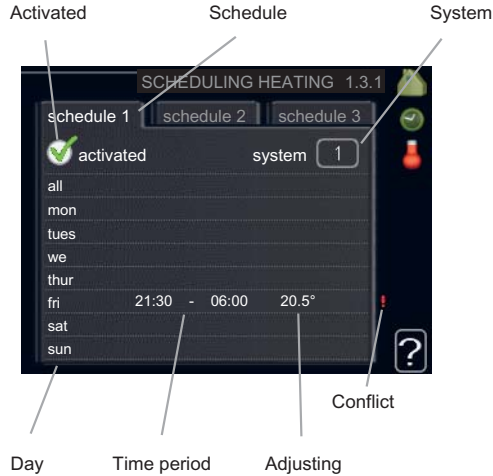 Activated Schedule System
SCHEDULING HEATING 1.3.1
schedule 1 schedule 2 schedule 3
activated system 1
all
mon
tues
we
thur
fri 21:30 - 06:00 20.5° !
sat
sun
?
Conflict
Day Time period Adjusting